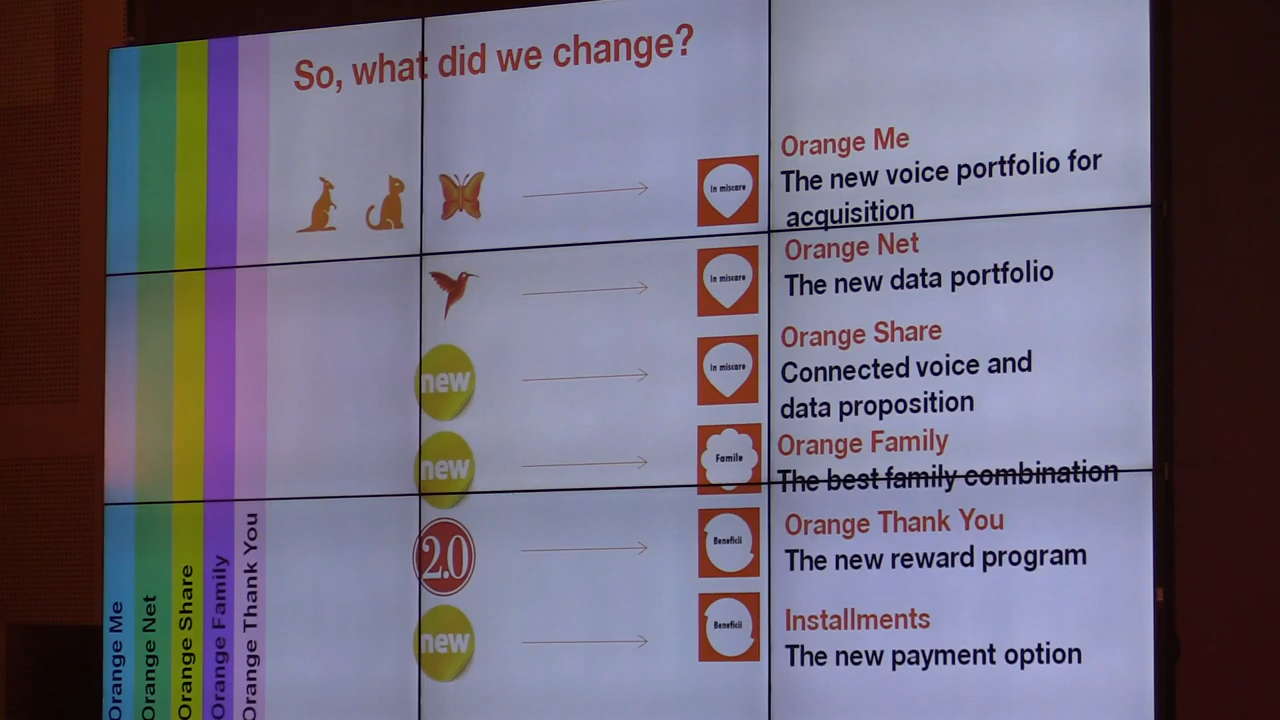 So, what did we change?
In miscare
Orange Me
The new voice portfolio for
acquisition
In miscare
Orange Net
The new data portfolio
new
In miscare
Orange Share
Connected voice and
data proposition
new
Familie
Orange Family
The best family combination
2.0
Beneficii
Orange Thank You
The new reward program
new
Beneficii
Installments
The new payment option
Orange Me
Orange Net
Orange Share
Orange Family
Orange Thank You